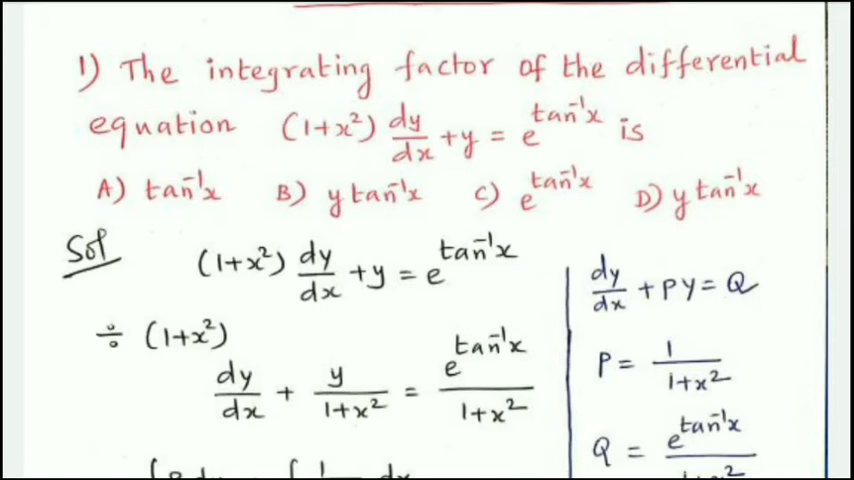 1) The integrating factor of the differential
equation (1+x²) dy/dx + y = e^(tan⁻¹x) is
A) tan⁻¹x B) y tan⁻¹x C) e^(tan⁻¹x) D) y tan⁻¹x
Sol (1+x²) dy/dx + y = e^(tan⁻¹x)
÷ (1+x²)
dy/dx + y/(1+x²) = e^(tan⁻¹x)/(1+x²)
dy/dx + Py = Q
P = 1/(1+x²)
Q = e^(tan⁻¹x)/(1+x²)